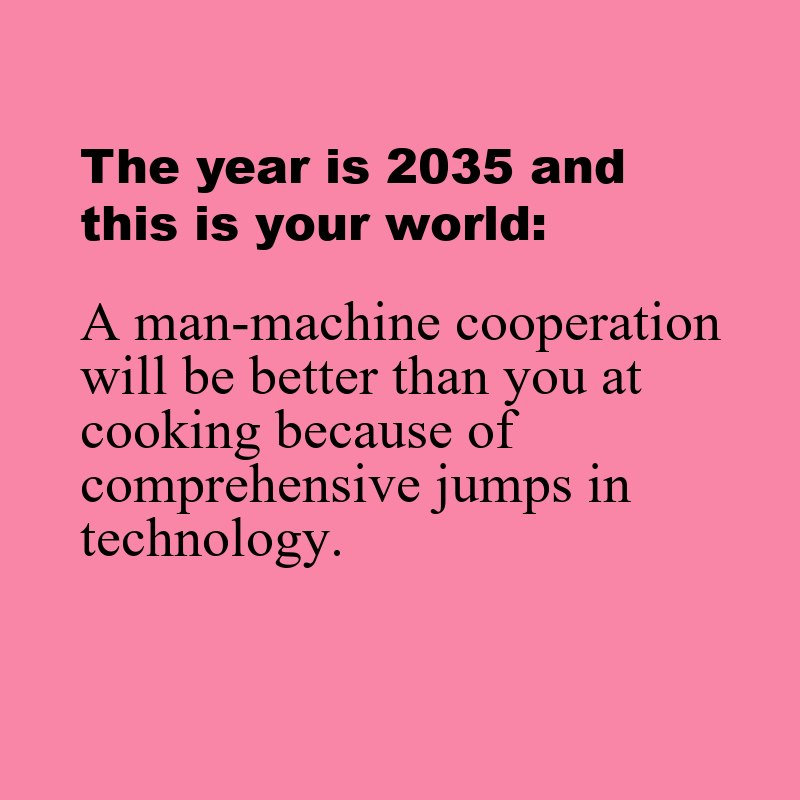 The year is 2035 and
this is your world:
A man-machine cooperation
will be better than you at
cooking because of
comprehensive jumps in
technology.